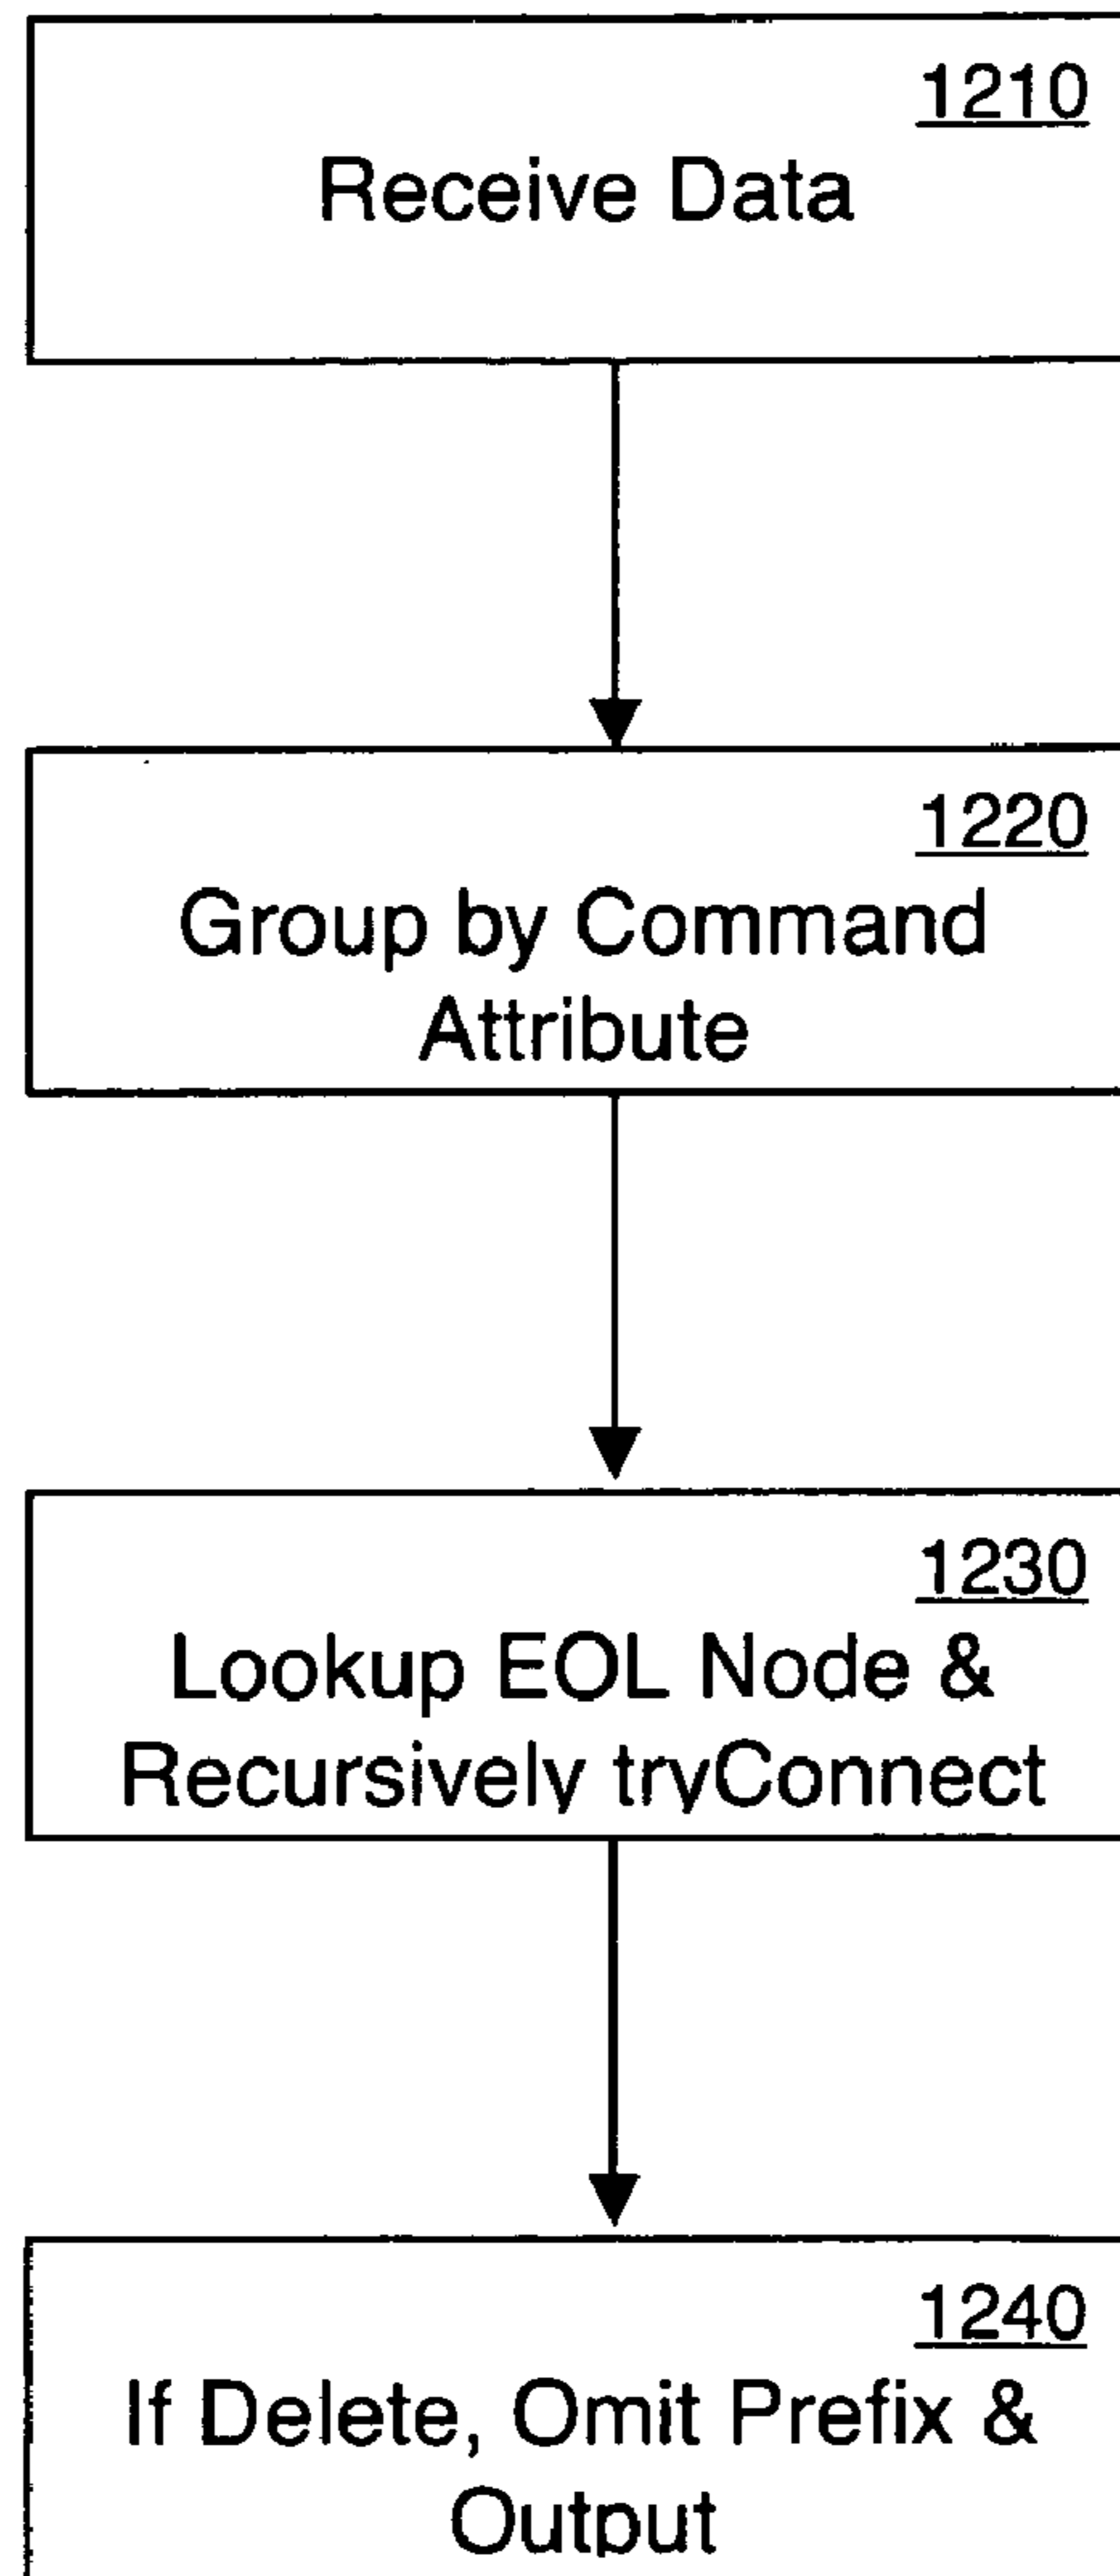 1210
Receive Data
1220
Group by Command
Attribute
1230
Lookup EOL Node &
Recursively tryConnect
1240
If Delete, Omit Prefix &
Output